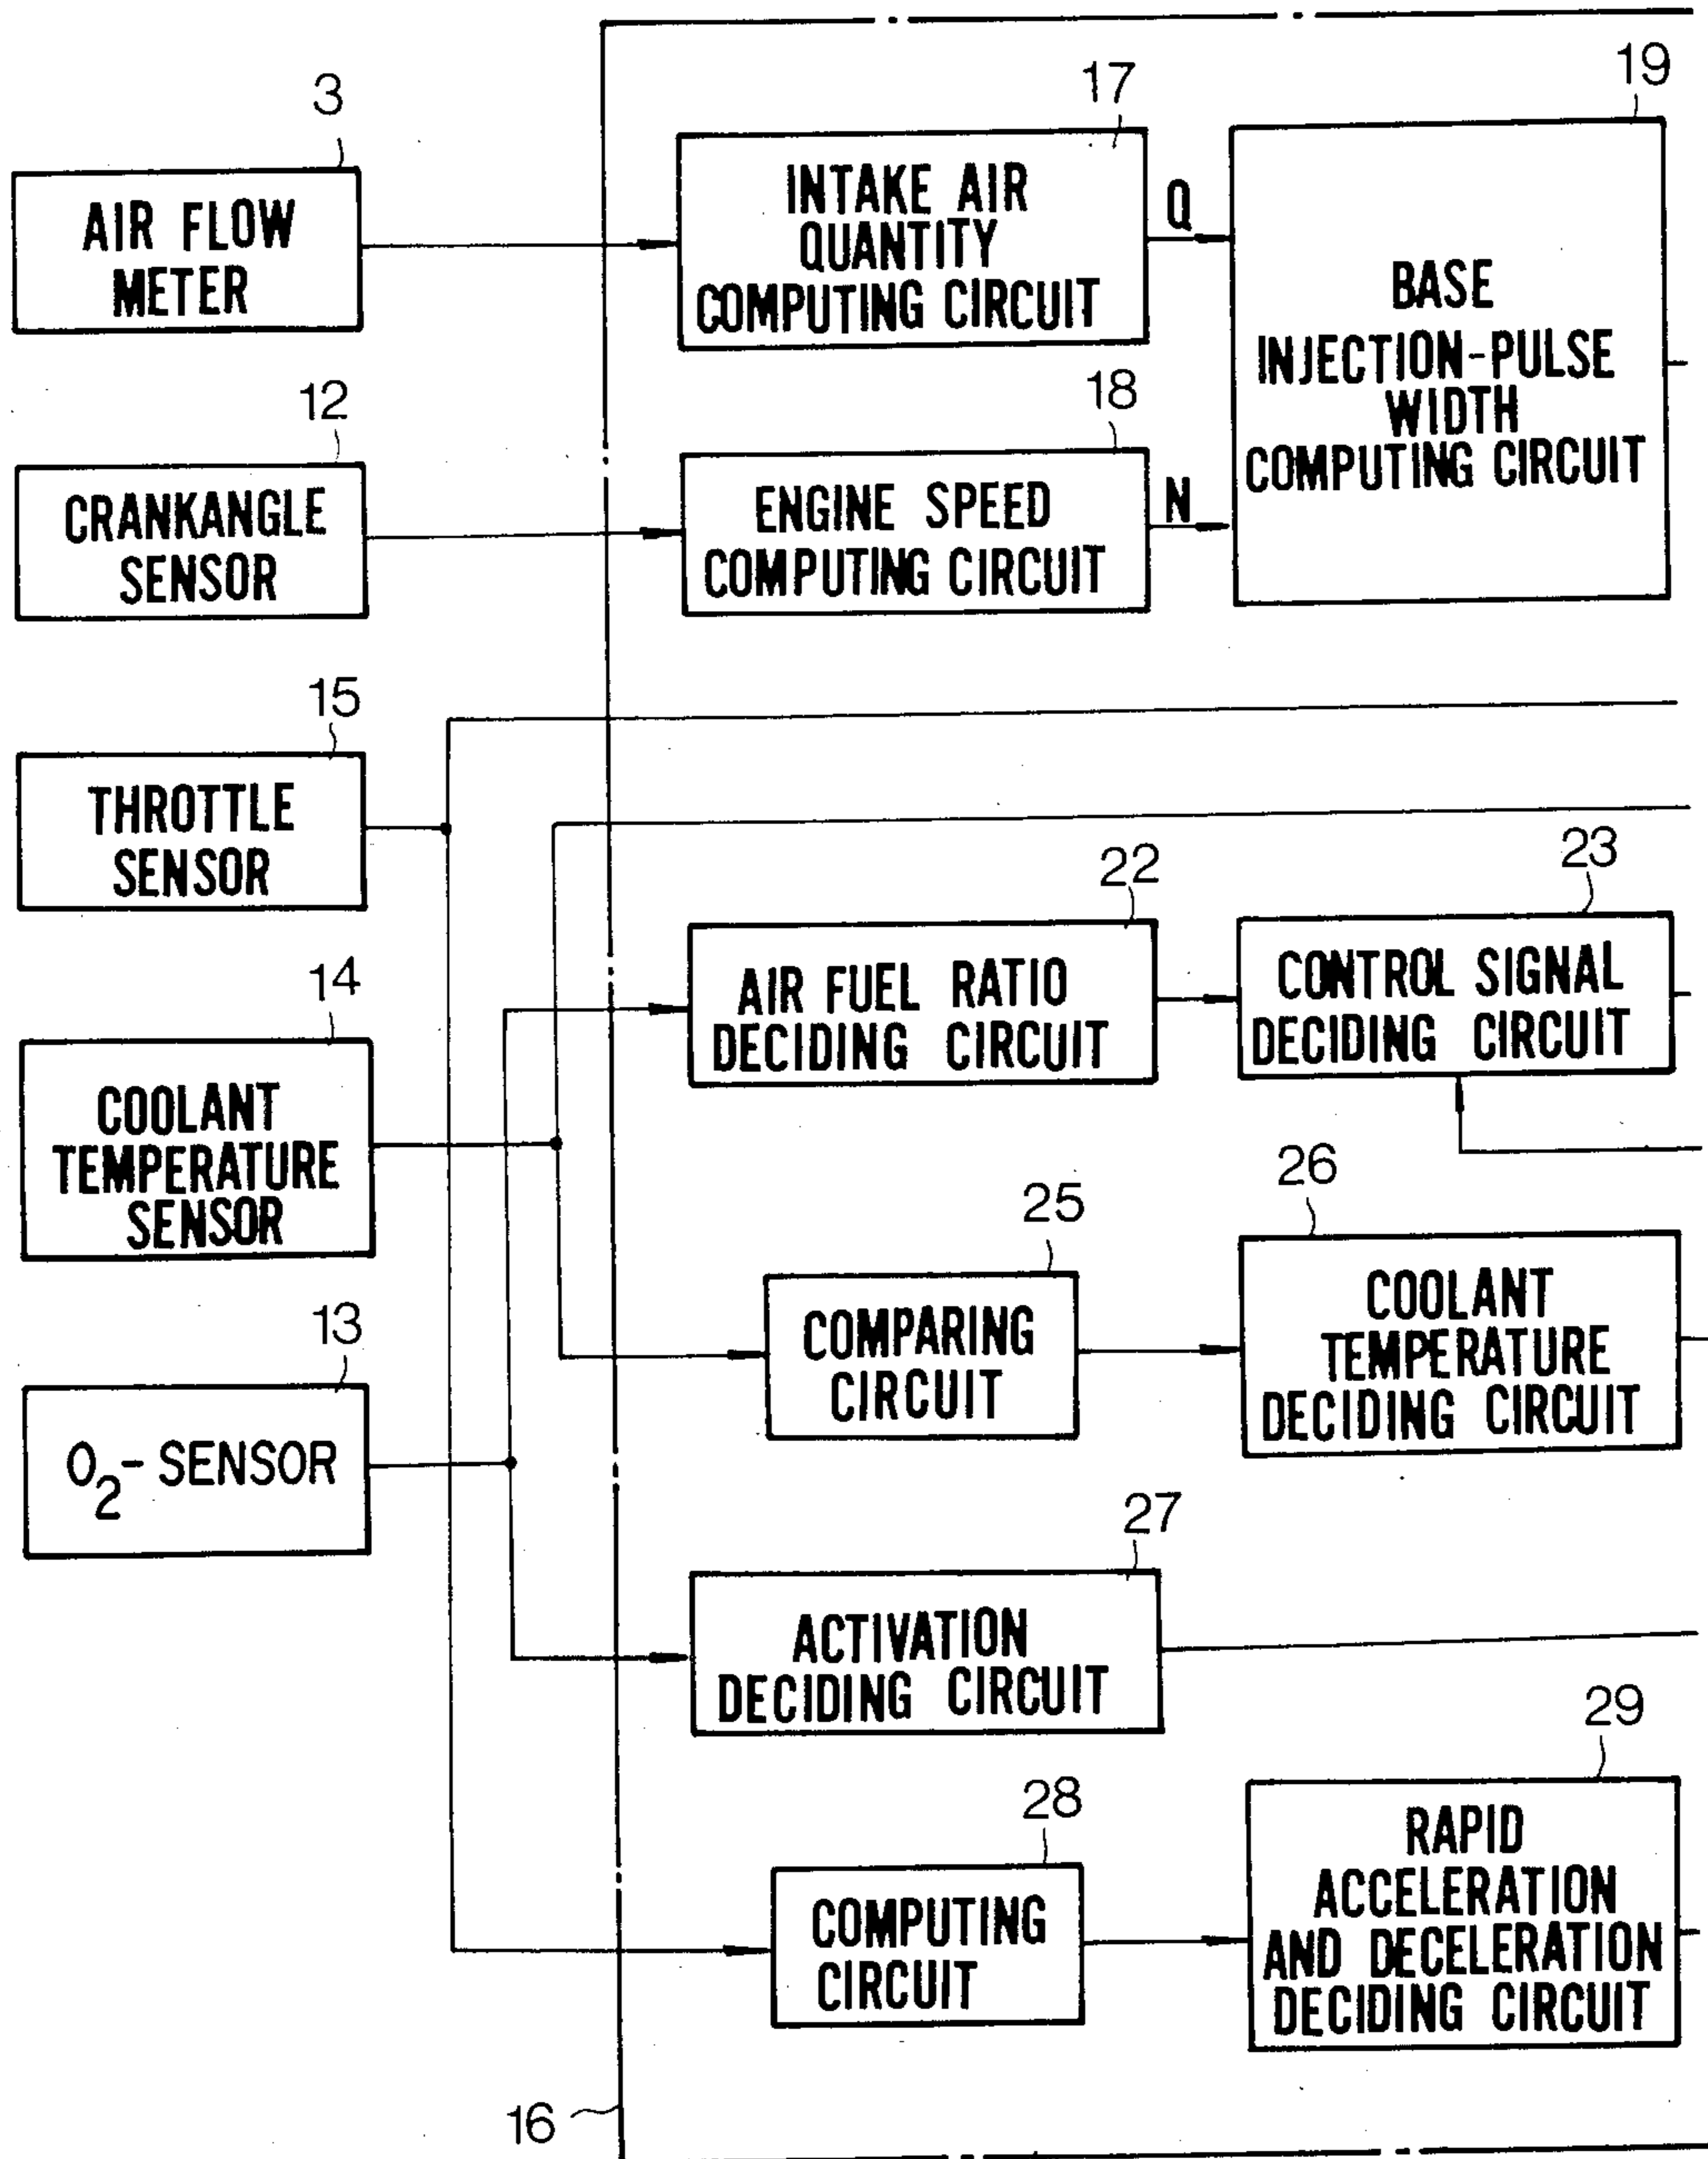 3
AIR FLOW
METER
17
INTAKE AIR
QUANTITY
COMPUTING CIRCUIT
Q
19
BASE
INJECTION-PULSE
WIDTH
COMPUTING CIRCUIT
12
CRANKANGLE
SENSOR
18
ENGINE SPEED
COMPUTING CIRCUIT
N
15
THROTTLE
SENSOR
22
AIR FUEL RATIO
DECIDING CIRCUIT
23
CONTROL SIGNAL
DECIDING CIRCUIT
14
COOLANT
TEMPERATURE
SENSOR
25
COMPARING
CIRCUIT
26
COOLANT
TEMPERATURE
DECIDING CIRCUIT
13
O2-SENSOR
27
ACTIVATION
DECIDING CIRCUIT
28
COMPUTING
CIRCUIT
29
RAPID
ACCELERATION
AND DECELERATION
DECIDING CIRCUIT
16